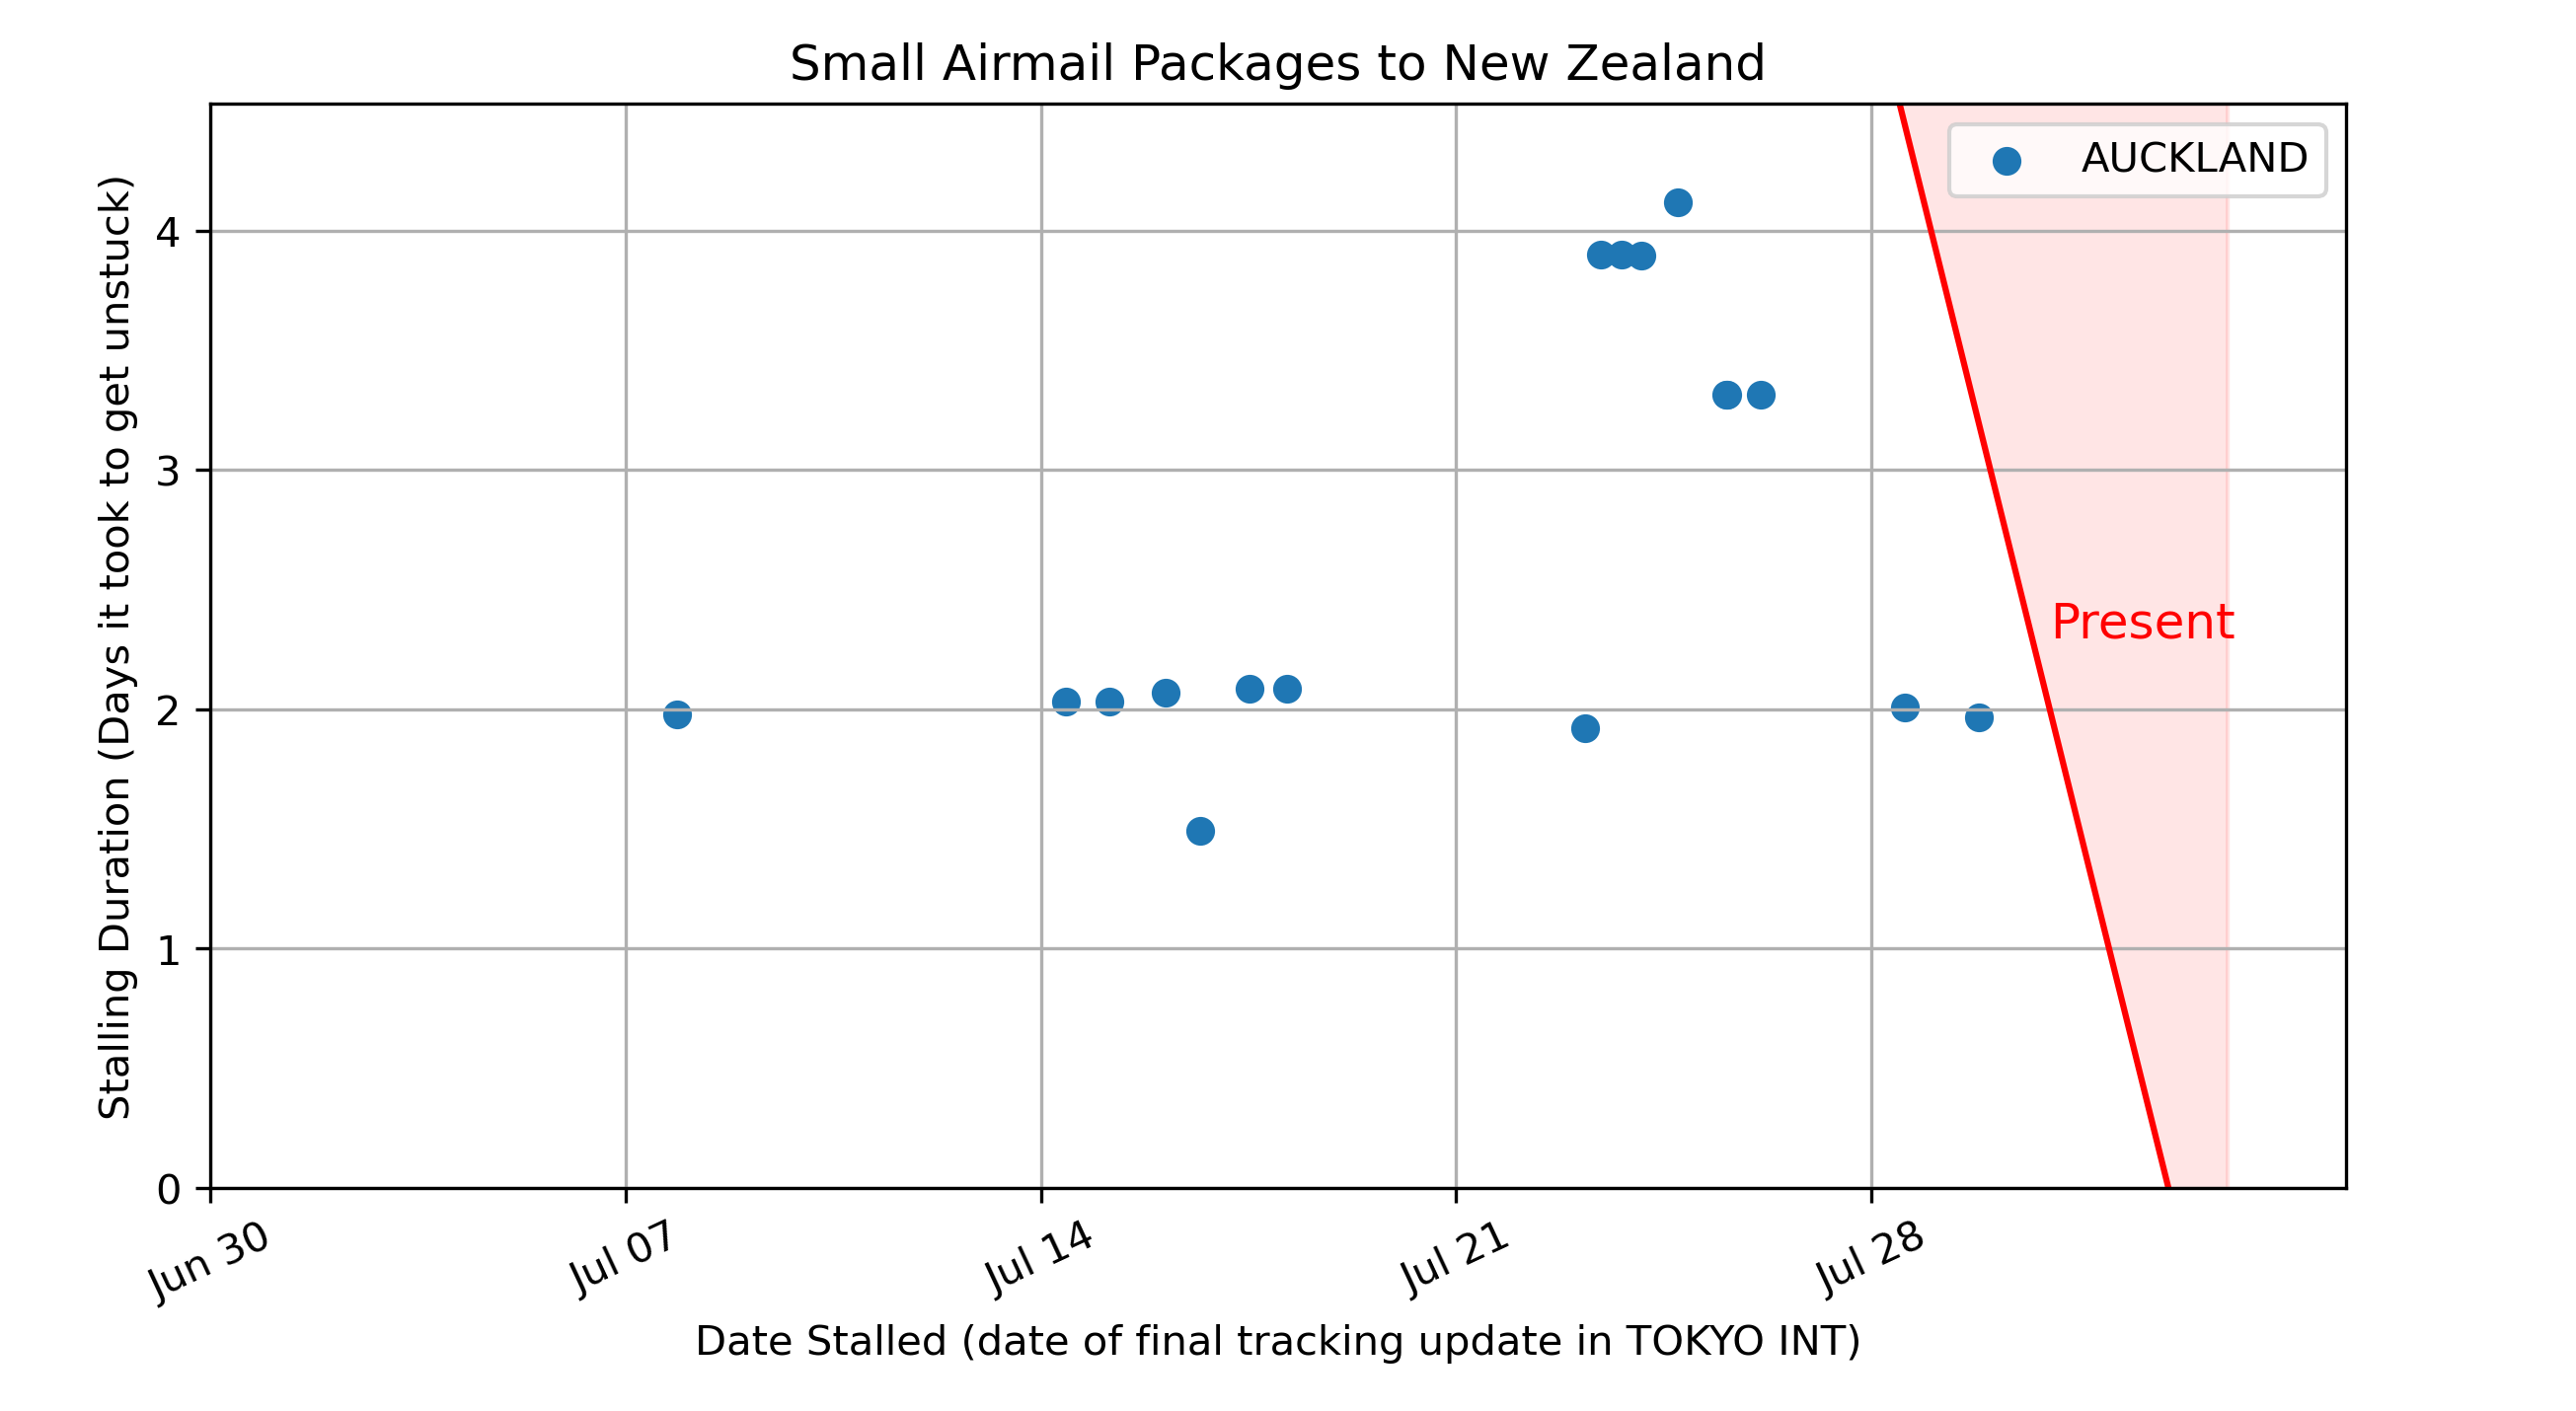 Small Airmail Packages to New Zealand
AUCKLAND
Present
Stalling Duration (Days it took to get unstuck)
4
3
2
1
0
Jun 30
Jul 07
Jul 14
Jul 21
Jul 28
Date Stalled (date of final tracking update in TOKYO INT)